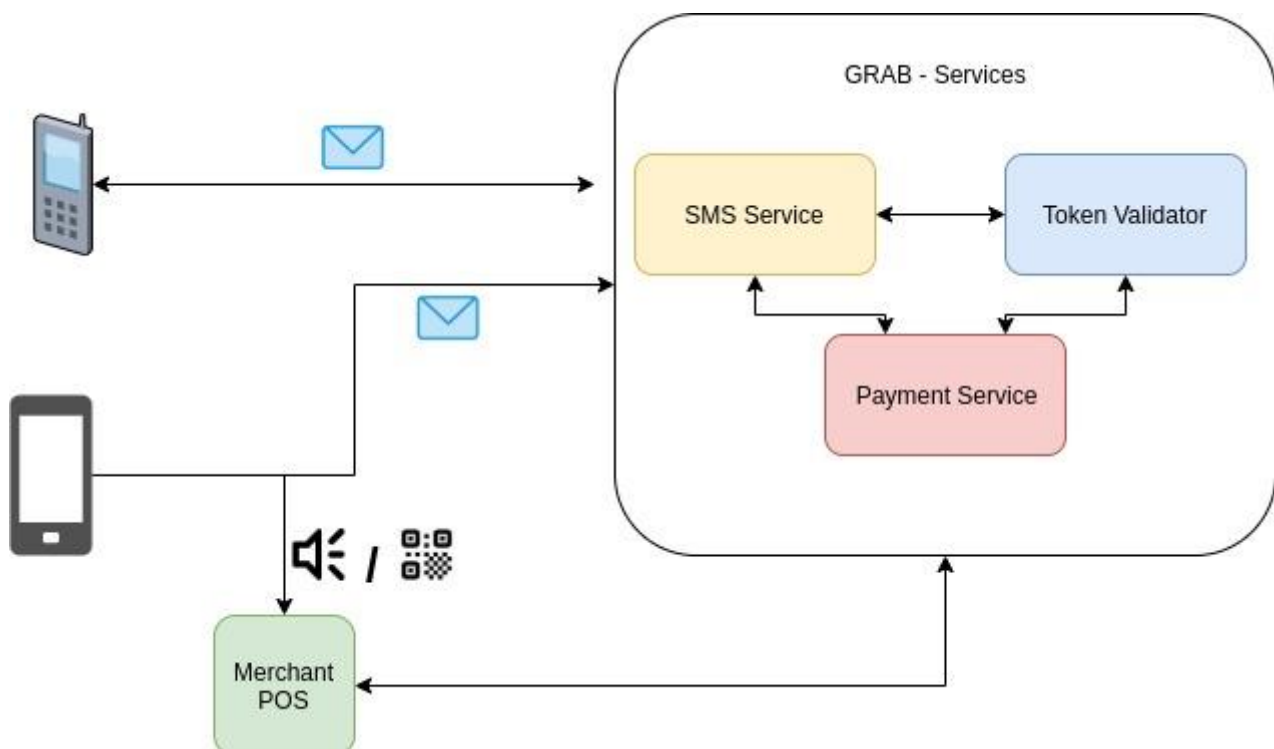 GRAB - Services
SMS Service
Token Validator
Payment Service
/
Merchant
POS